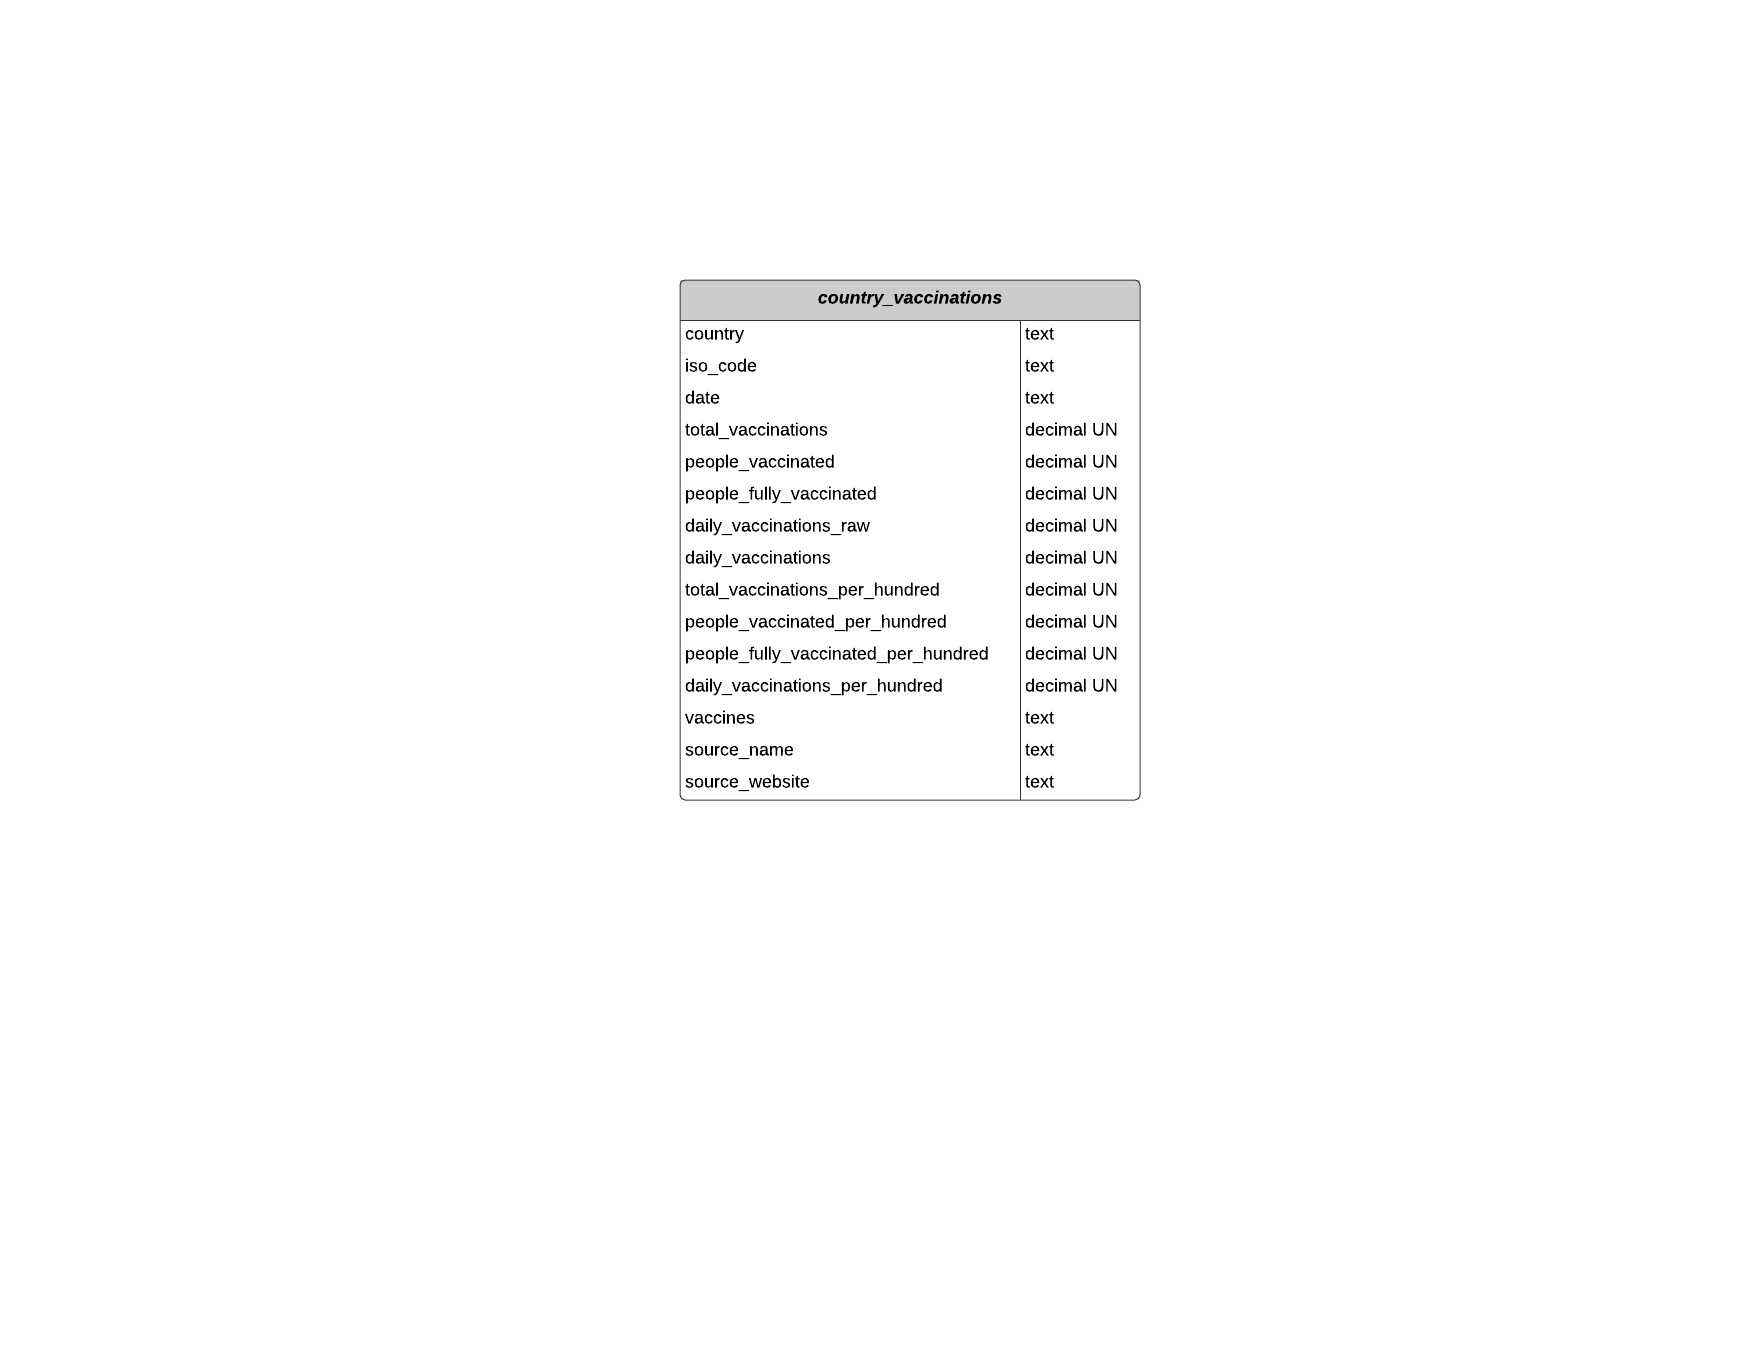 country_vaccinations
country text
iso_code text
date text
total_vaccinations decimal UN
people_vaccinated decimal UN
people_fully_vaccinated decimal UN
daily_vaccinations_raw decimal UN
daily_vaccinations decimal UN
total_vaccinations_per_hundred decimal UN
people_vaccinated_per_hundred decimal UN
people_fully_vaccinated_per_hundred decimal UN
daily_vaccinations_per_hundred decimal UN
vaccines text
source_name text
source_website text